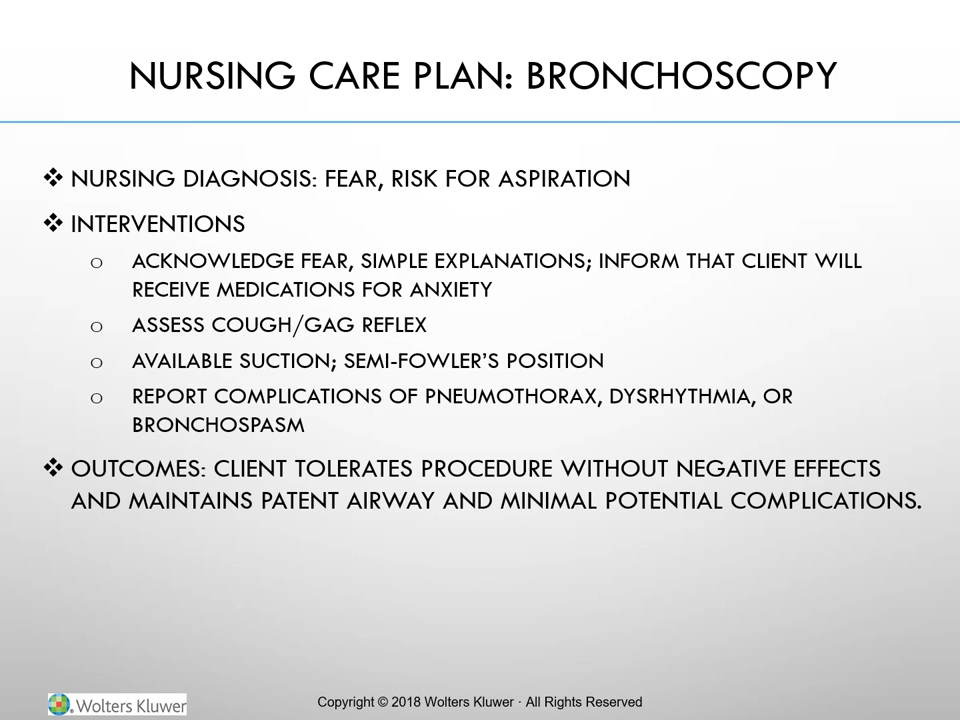 NURSING CARE PLAN: BRONCHOSCOPY
❖ NURSING DIAGNOSIS: FEAR, RISK FOR ASPIRATION
❖ INTERVENTIONS
o ACKNOWLEDGE FEAR, SIMPLE EXPLANATIONS; INFORM THAT CLIENT WILL
RECEIVE MEDICATIONS FOR ANXIETY
o ASSESS COUGH/GAG REFLEX
o AVAILABLE SUCTION; SEMI-FOWLER’S POSITION
o REPORT COMPLICATIONS OF PNEUMOTHORAX, DYSRHYTHMIA, OR
BRONCHOSPASM
❖ OUTCOMES: CLIENT TOLERATES PROCEDURE WITHOUT NEGATIVE EFFECTS
AND MAINTAINS PATENT AIRWAY AND MINIMAL POTENTIAL COMPLICATIONS.
Wolters Kluwer
Copyright © 2018 Wolters Kluwer · All Rights Reserved